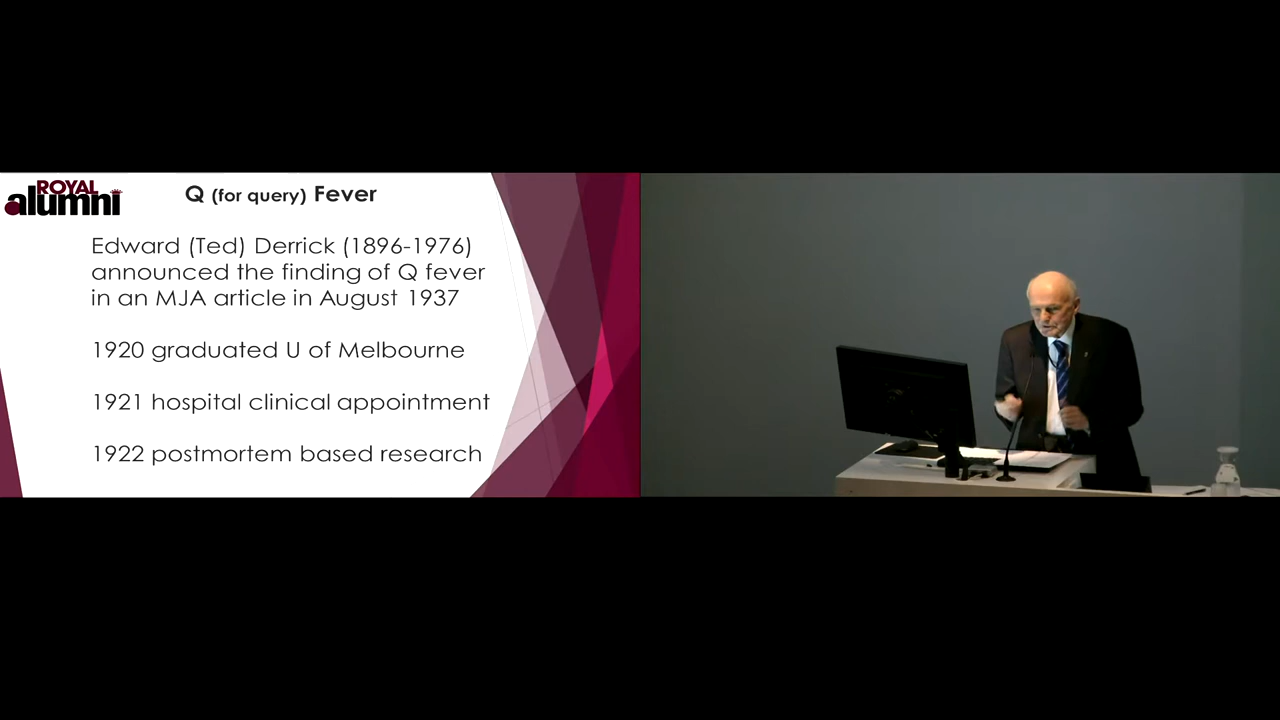 ROYAL
alumni
Q (for query) Fever
Edward (Ted) Derrick (1896-1976)
announced the finding of Q fever
in an MJA article in August 1937
1920 graduated U of Melbourne
1921 hospital clinical appointment
1922 postmortem based research